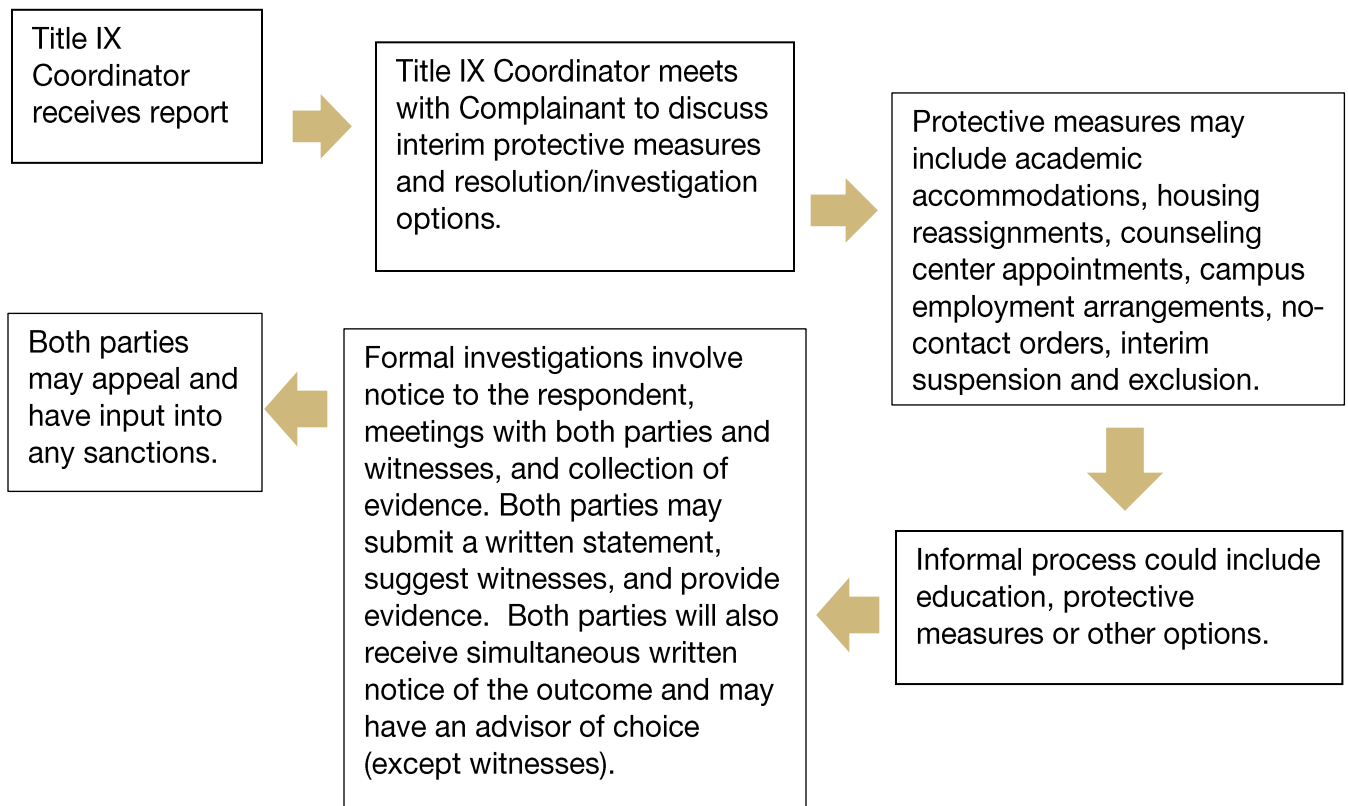 Title IX
Coordinator
receives report
Title IX Coordinator meets
with Complainant to discuss
interim protective measures
and resolution/investigation
options.
Protective measures may
include academic
accommodations, housing
reassignments, counseling
center appointments, campus
employment arrangements, no-
contact orders, interim
suspension and exclusion.
Informal process could include
education, protective
measures or other options.
Formal investigations involve
notice to the respondent,
meetings with both parties and
witnesses, and collection of
evidence. Both parties may
submit a written statement,
suggest witnesses, and provide
evidence.  Both parties will also
receive simultaneous written
notice of the outcome and may
have an advisor of choice
(except witnesses).
Both parties
may appeal and
have input into
any sanctions.